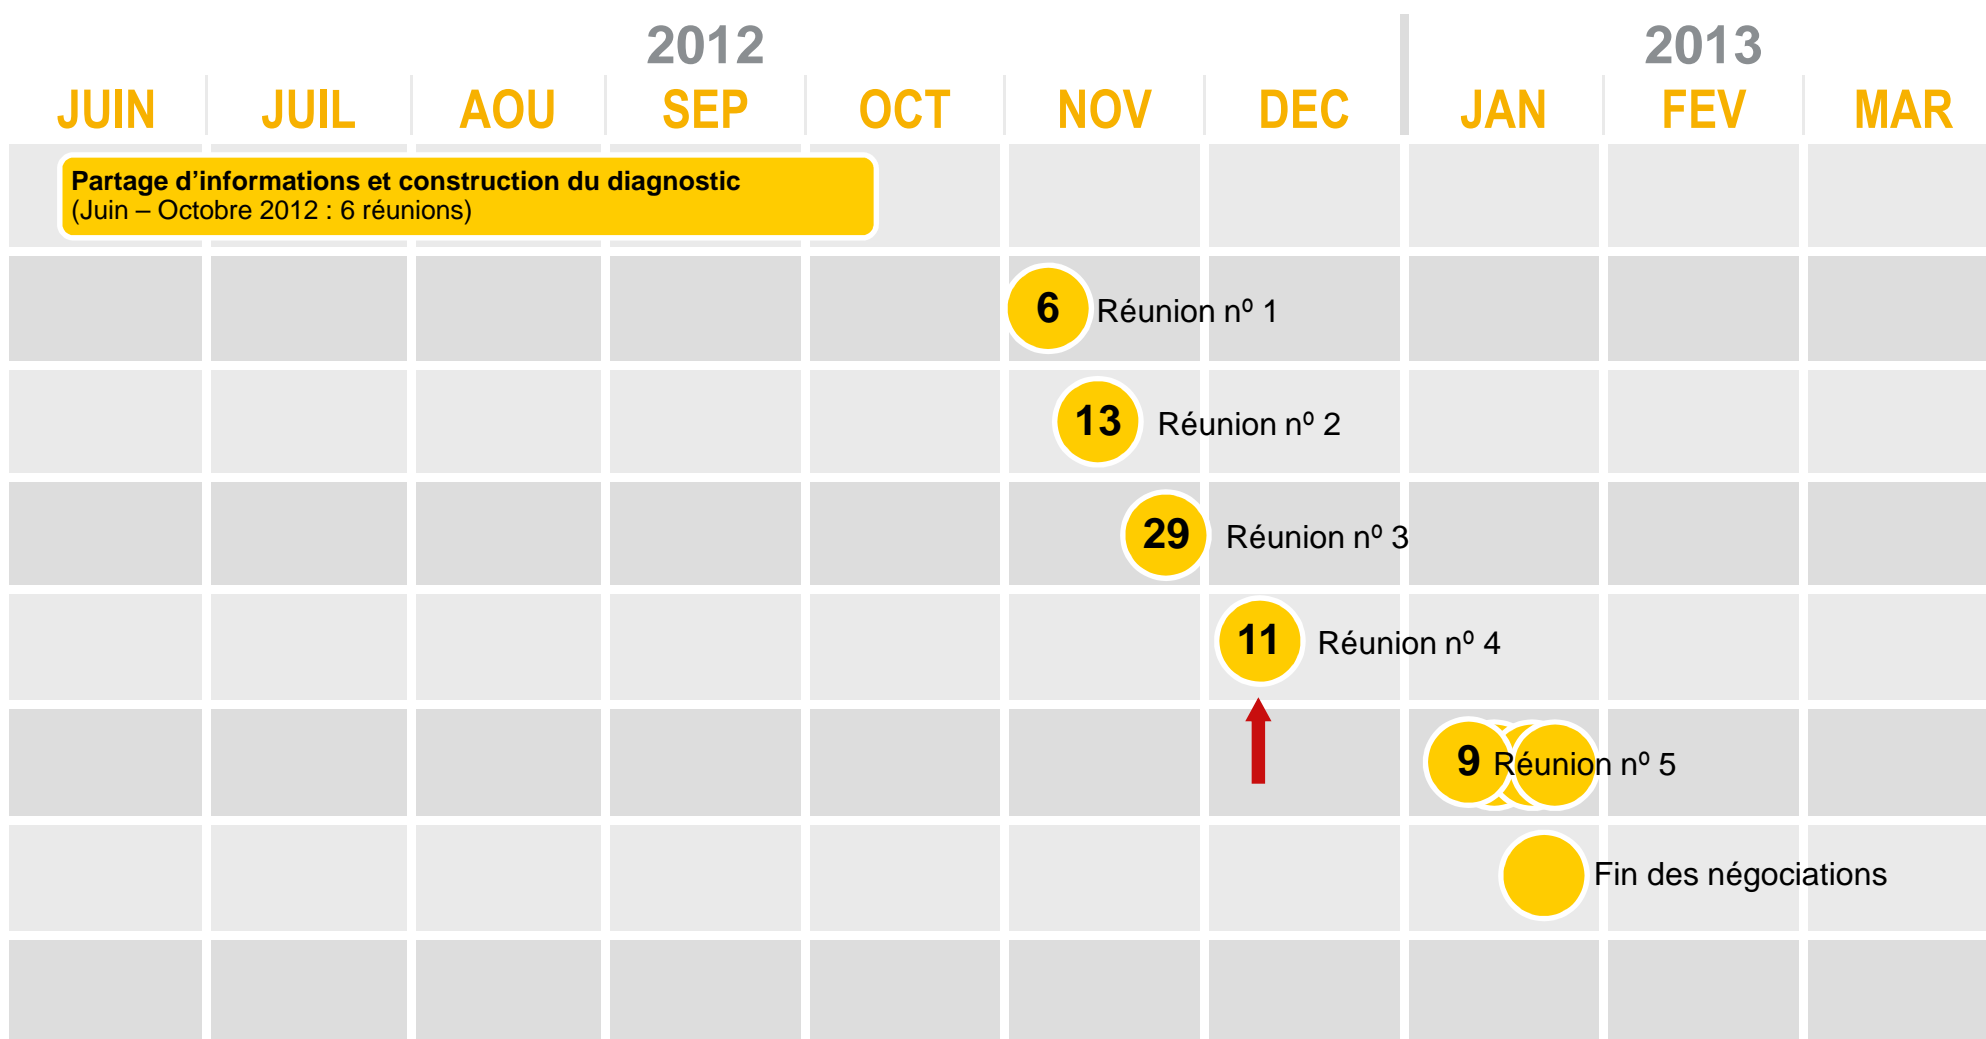 2012
2013
JUIN JUIL AOU SEP OCT NOV DEC JAN FEV MAR
Partage d’informations et construction du diagnostic
(Juin – Octobre 2012 : 6 réunions)
6 Réunion nº 1
13 Réunion nº 2
29 Réunion nº 3
11 Réunion nº 4
9 Réunion nº 5
Fin des négociations